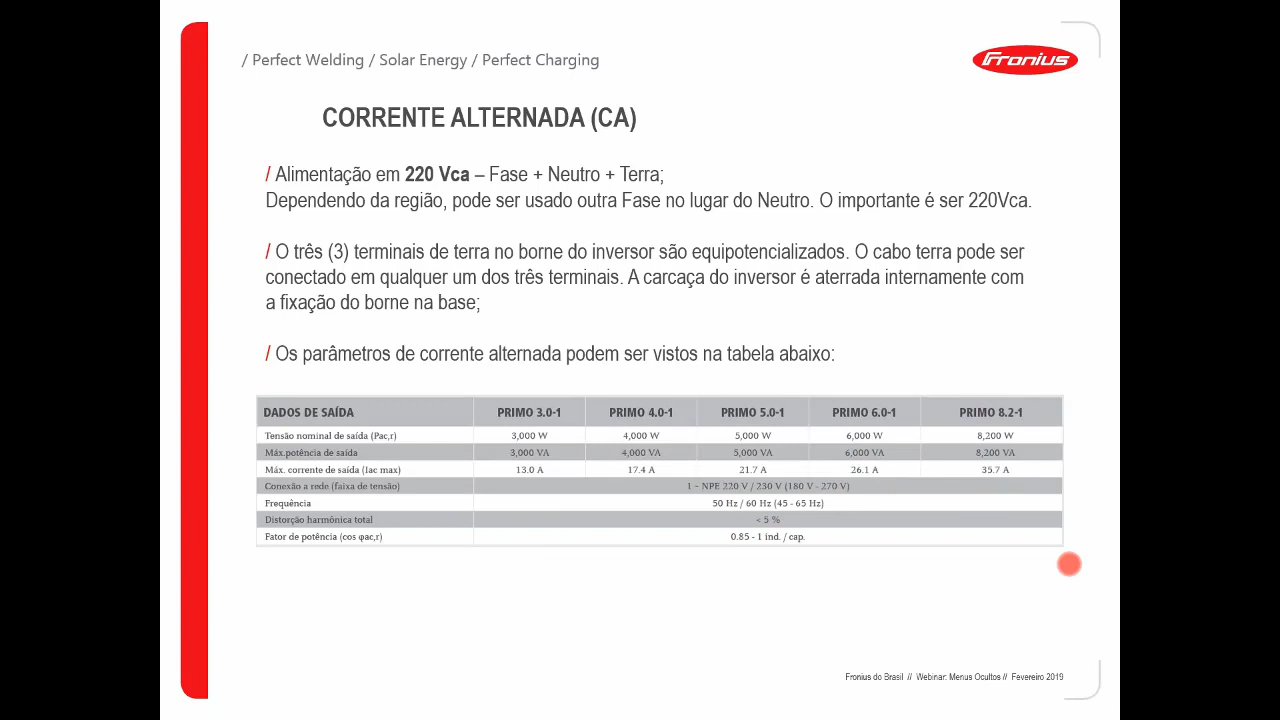 / Perfect Welding / Solar Energy / Perfect Charging
Fronius
CORRENTE ALTERNADA (CA)
/ Alimentação em 220 Vca – Fase + Neutro + Terra;
Dependendo da região, pode ser usado outra Fase no lugar do Neutro. O importante é ser 220Vca.
/ O três (3) terminais de terra no borne do inversor são equipotencializados. O cabo terra pode ser
conectado em qualquer um dos três terminais. A carcaça do inversor é aterrada internamente com
a fixação do borne na base;
/ Os parâmetros de corrente alternada podem ser vistos na tabela abaixo:
DADOS DE SAÍDA PRIMO 3.0-1 PRIMO 4.0-1 PRIMO 5.0-1 PRIMO 6.0-1 PRIMO 8.2-1
Tensão nominal de saída (Pac,r) 3,000 W 4,000 W 5,000 W 6,000 W 8,200 W
Máx.potência de saída 3,000 VA 4,000 VA 5,000 VA 6,000 VA 8,200 VA
Máx. corrente de saída (Iac max) 13.0 A 17.4 A 21.7 A 26.1 A 35.7 A
Conexão a rede (faixa de tensão) 1 ~ NPE 220 V / 230 V (180 V - 270 V)
Frequência 50 Hz / 60 Hz (45 - 65 Hz)
Distorção harmônica total < 5 %
Fator de potência (cos φac,r) 0.85 - 1 ind. / cap.
Fronius do Brasil // Webinar: Menus Ocultos // Fevereiro 2019